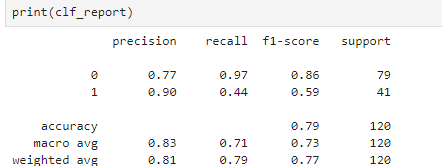 print(clf_report)
precision recall f1-score support
0 0.77 0.97 0.86 79
1 0.90 0.44 0.59 41
accuracy 0.79 120
macro avg 0.83 0.71 0.73 120
weighted avg 0.81 0.79 0.77 120